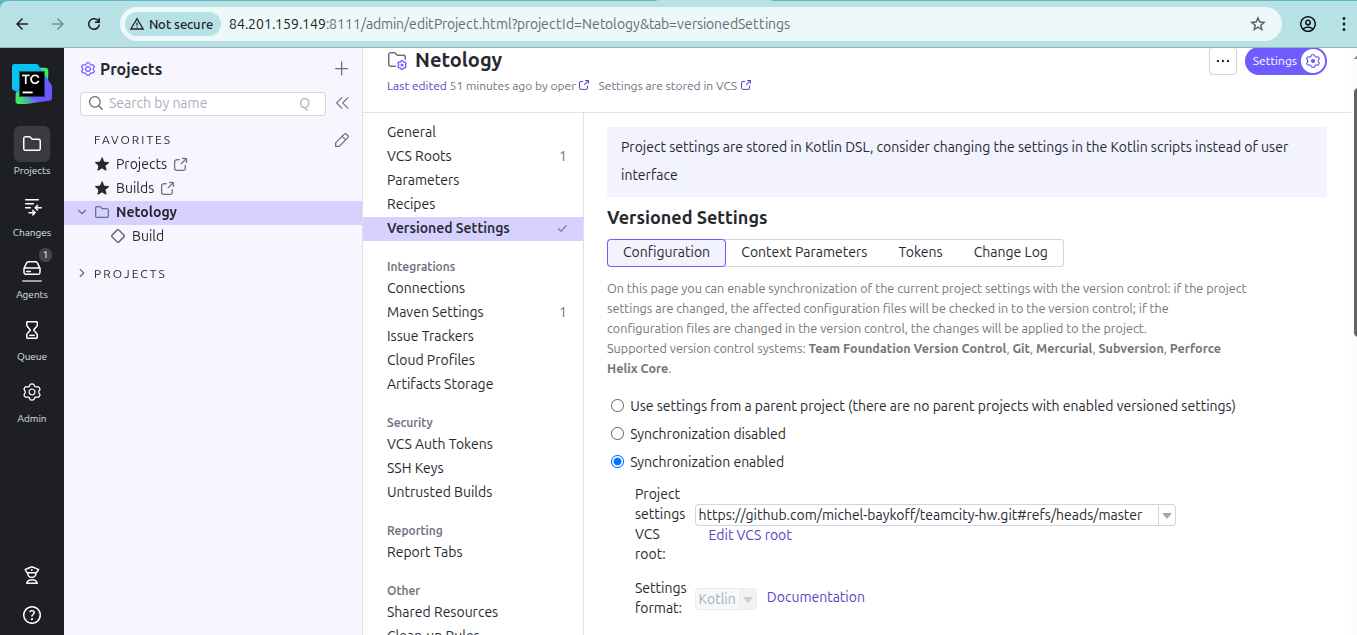 Not secure 84.201.159.149:8111/admin/editProject.html?projectId=Netology&tab=versionedSettings
TC
Projects
Changes
1
Agents
Queue
Admin
Projects
Search by name Q
FAVORITES
Projects
Builds
Netology
Build
PROJECTS
Netology
Settings
Last edited 51 minutes ago by oper Settings are stored in VCS
General
VCS Roots 1
Parameters
Recipes
Versioned Settings
Integrations
Connections
Maven Settings 1
Issue Trackers
Cloud Profiles
Artifacts Storage
Security
VCS Auth Tokens
SSH Keys
Untrusted Builds
Reporting
Report Tabs
Other
Shared Resources
Clean-up Rules
Project settings are stored in Kotlin DSL, consider changing the settings in the Kotlin scripts instead of user
interface
Versioned Settings
Configuration Context Parameters Tokens Change Log
On this page you can enable synchronization of the current project settings with the version control: if the project
settings are changed, the affected configuration files will be checked in to the version control; if the
configuration files are changed in the version control, the changes will be applied to the project.
Supported version control systems: Team Foundation Version Control, Git, Mercurial, Subversion, Perforce
Helix Core.
Use settings from a parent project (there are no parent projects with enabled versioned settings)
Synchronization disabled
Synchronization enabled
Project
settings
VCS
root:
https://github.com/michel-baykoff/teamcity-hw.git#refs/heads/master
Edit VCS root
Settings
format:
Kotlin
Documentation